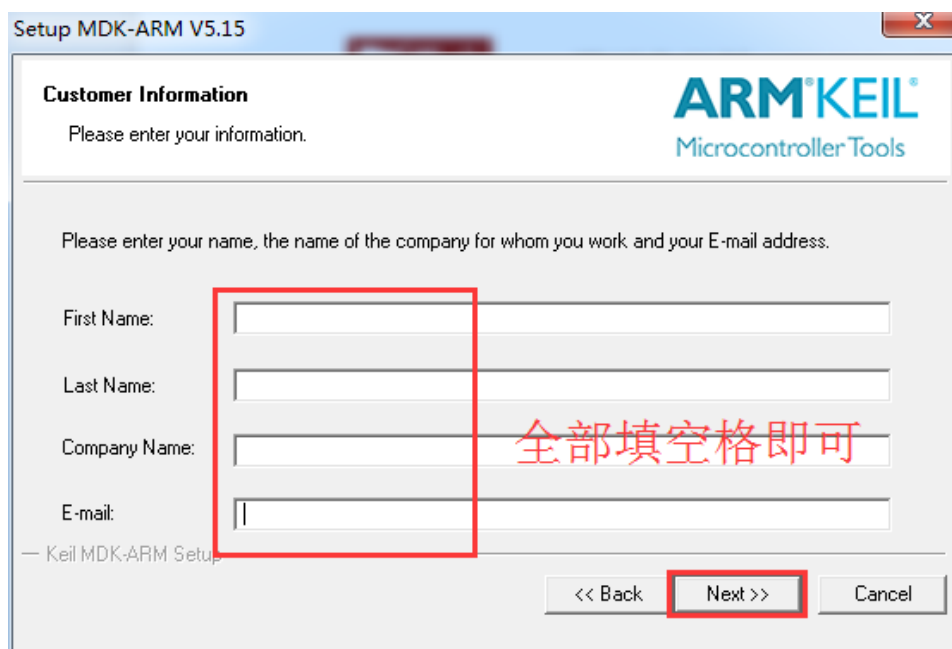 Setup MDK-ARM V5.15
x
Customer Information
Please enter your information.
ARM®KEIL®
Microcontroller Tools
Please enter your name, the name of the company for whom you work and your E-mail address.
First Name:
Last Name:
Company Name:
全部填空格即可
E-mail:
Keil MDK-ARM Setup
<< Back
Next >>
Cancel